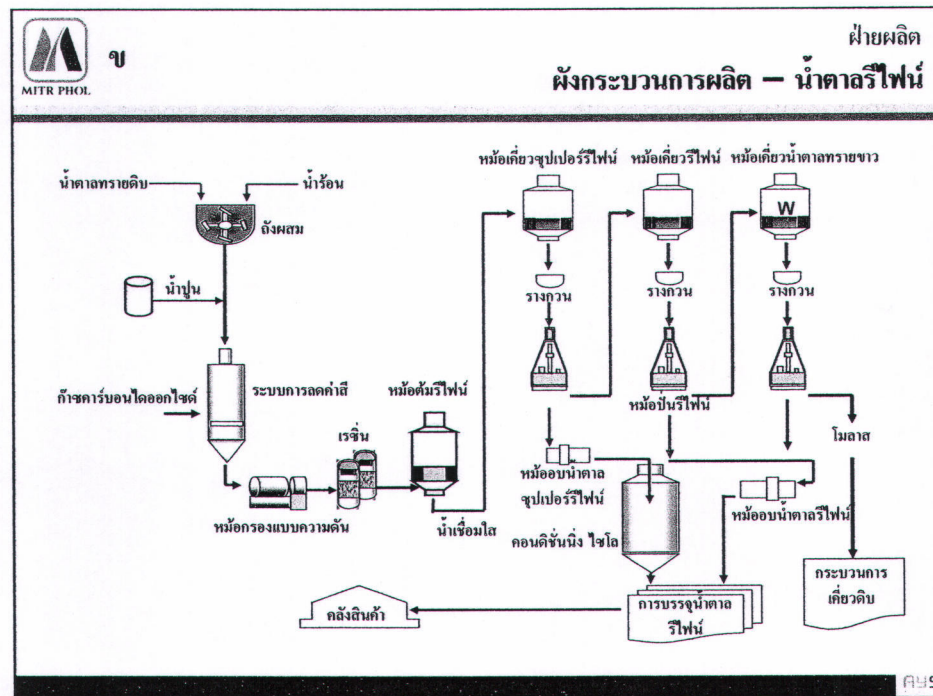 MITR PHOL
ข
ฝ่ายผลิต
ผังกระบวนการผลิต – น้ำตาลรีไฟน์
หม้อเคี่ยวซุปเปอร์รีไฟน์
หม้อเคี่ยวรีไฟน์
หม้อเคี่ยวน้ำตาลทรายขาว
น้ำตาลทรายดิบ
น้ำร้อน
ถังผสม
W
น้ำปูน
รางกวน
รางกวน
รางกวน
ระบบการลดค่าสี
ก๊าซคาร์บอนไดออกไซด์
หม้อต้มรีไฟน์
หม้อปั่นรีไฟน์
โมลาส
เรซิ่น
หม้ออบน้ำตาล
ซุปเปอร์รีไฟน์
หม้อกรองแบบความดัน
น้ำเชื่อมใส
คอนดิชั่นนิ่ง ไซโล
หม้ออบน้ำตาลรีไฟน์
กระบวนการ
เคี่ยวดิบ
คลังสินค้า
การบรรจุน้ำตาล
รีไฟน์